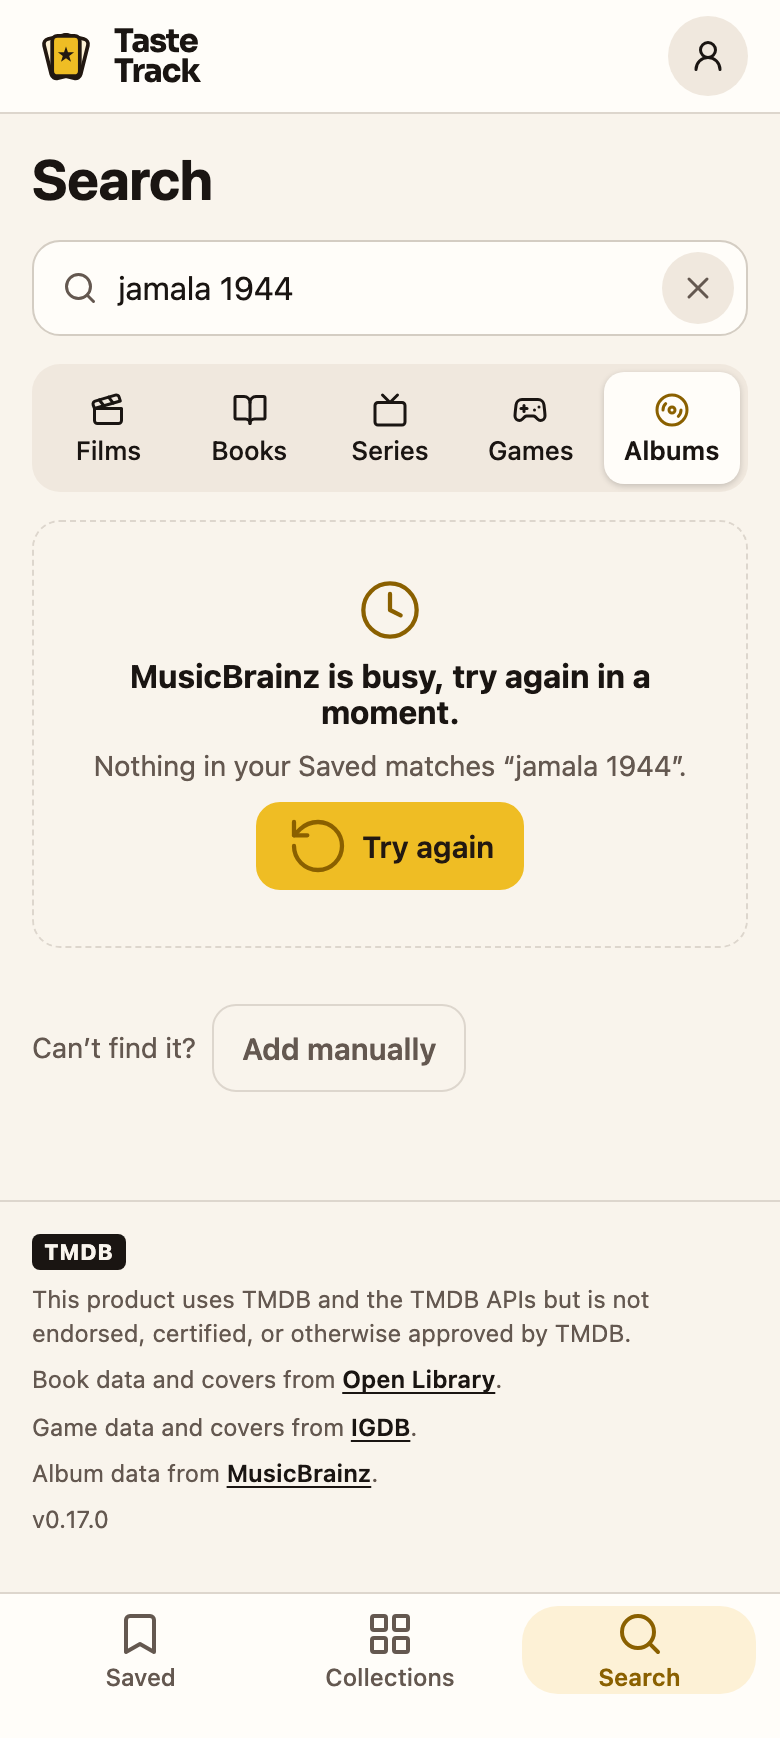 Taste
Track
Search
jamala 1944
Films
Books
Series
Games
Albums
MusicBrainz is busy, try again in a
moment.
Nothing in your Saved matches “jamala 1944”.
Try again
Can’t find it?
Add manually
TMDB
This product uses TMDB and the TMDB APIs but is not
endorsed, certified, or otherwise approved by TMDB.
Book data and covers from Open Library.
Game data and covers from IGDB.
Album data from MusicBrainz.
v0.17.0
Saved
Collections
Search